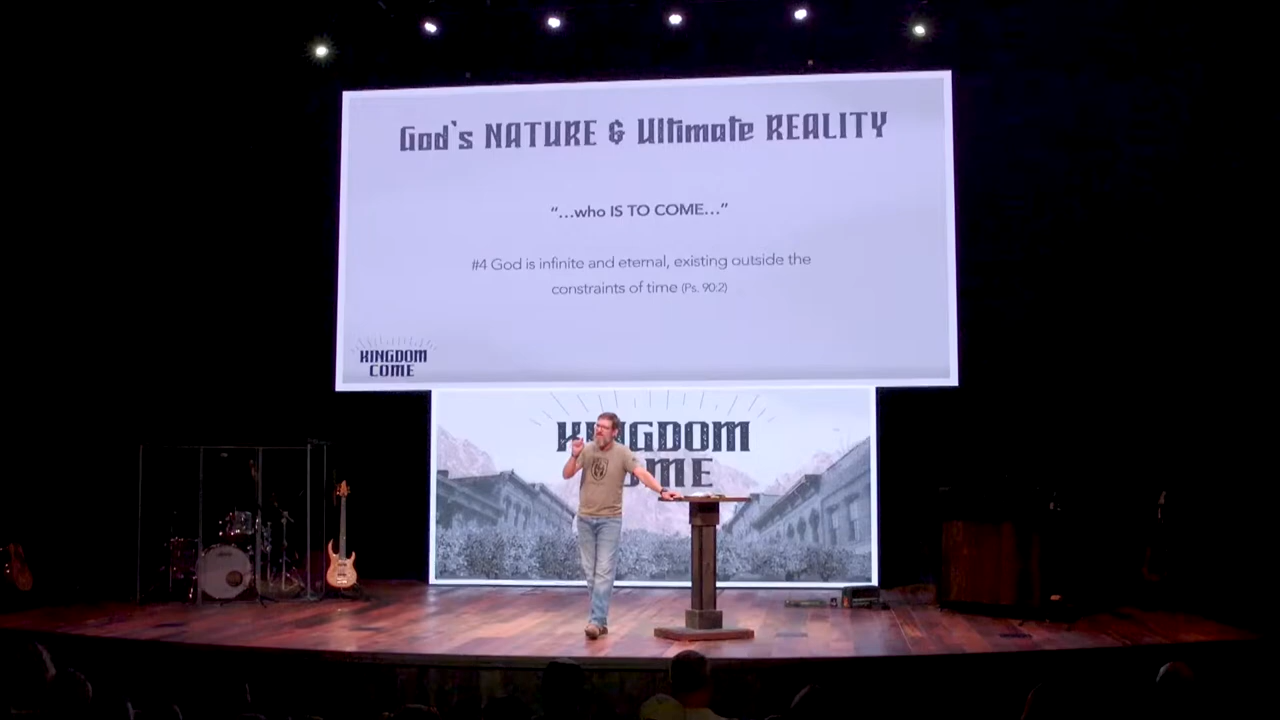 God's NATURE & Ultimate REALITY
“...who IS TO COME...”
#4 God is infinite and eternal, existing outside the
constraints of time (Ps. 90:2)
KINGDOM
COME
KINGDOM
OME